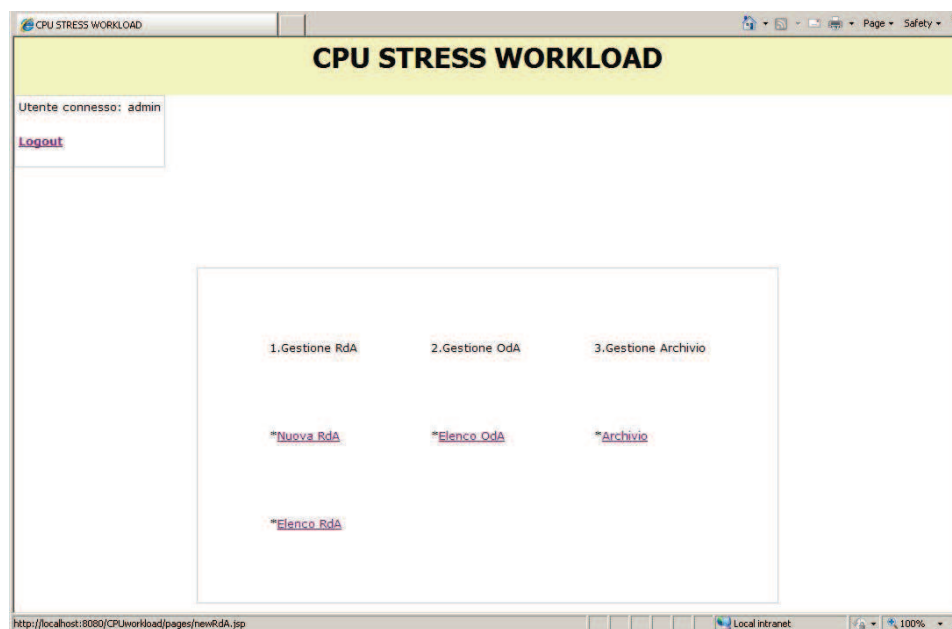 CPU STRESS WORKLOAD
Page Safety
CPU STRESS WORKLOAD
Utente connesso: admin
Logout
1.Gestione RdA 2.Gestione OdA 3.Gestione Archivio
*Nuova RdA *Elenco OdA *Archivio
*Elenco RdA
http://localhost:8080/CPUworkload/pages/newRdA.jsp Local intranet 100%